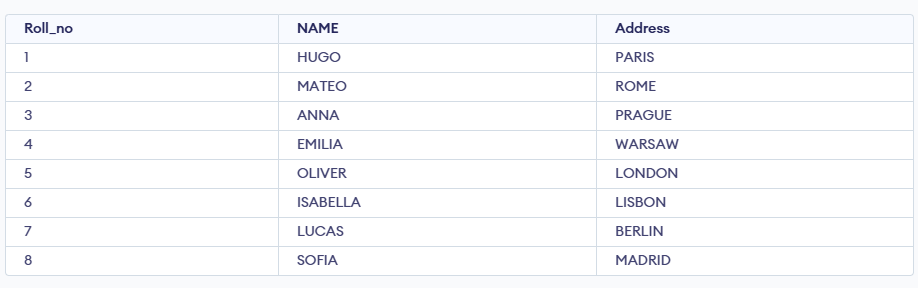 Roll_no NAME Address
1 HUGO PARIS
2 MATEO ROME
3 ANNA PRAGUE
4 EMILIA WARSAW
5 OLIVER LONDON
6 ISABELLA LISBON
7 LUCAS BERLIN
8 SOFIA MADRID